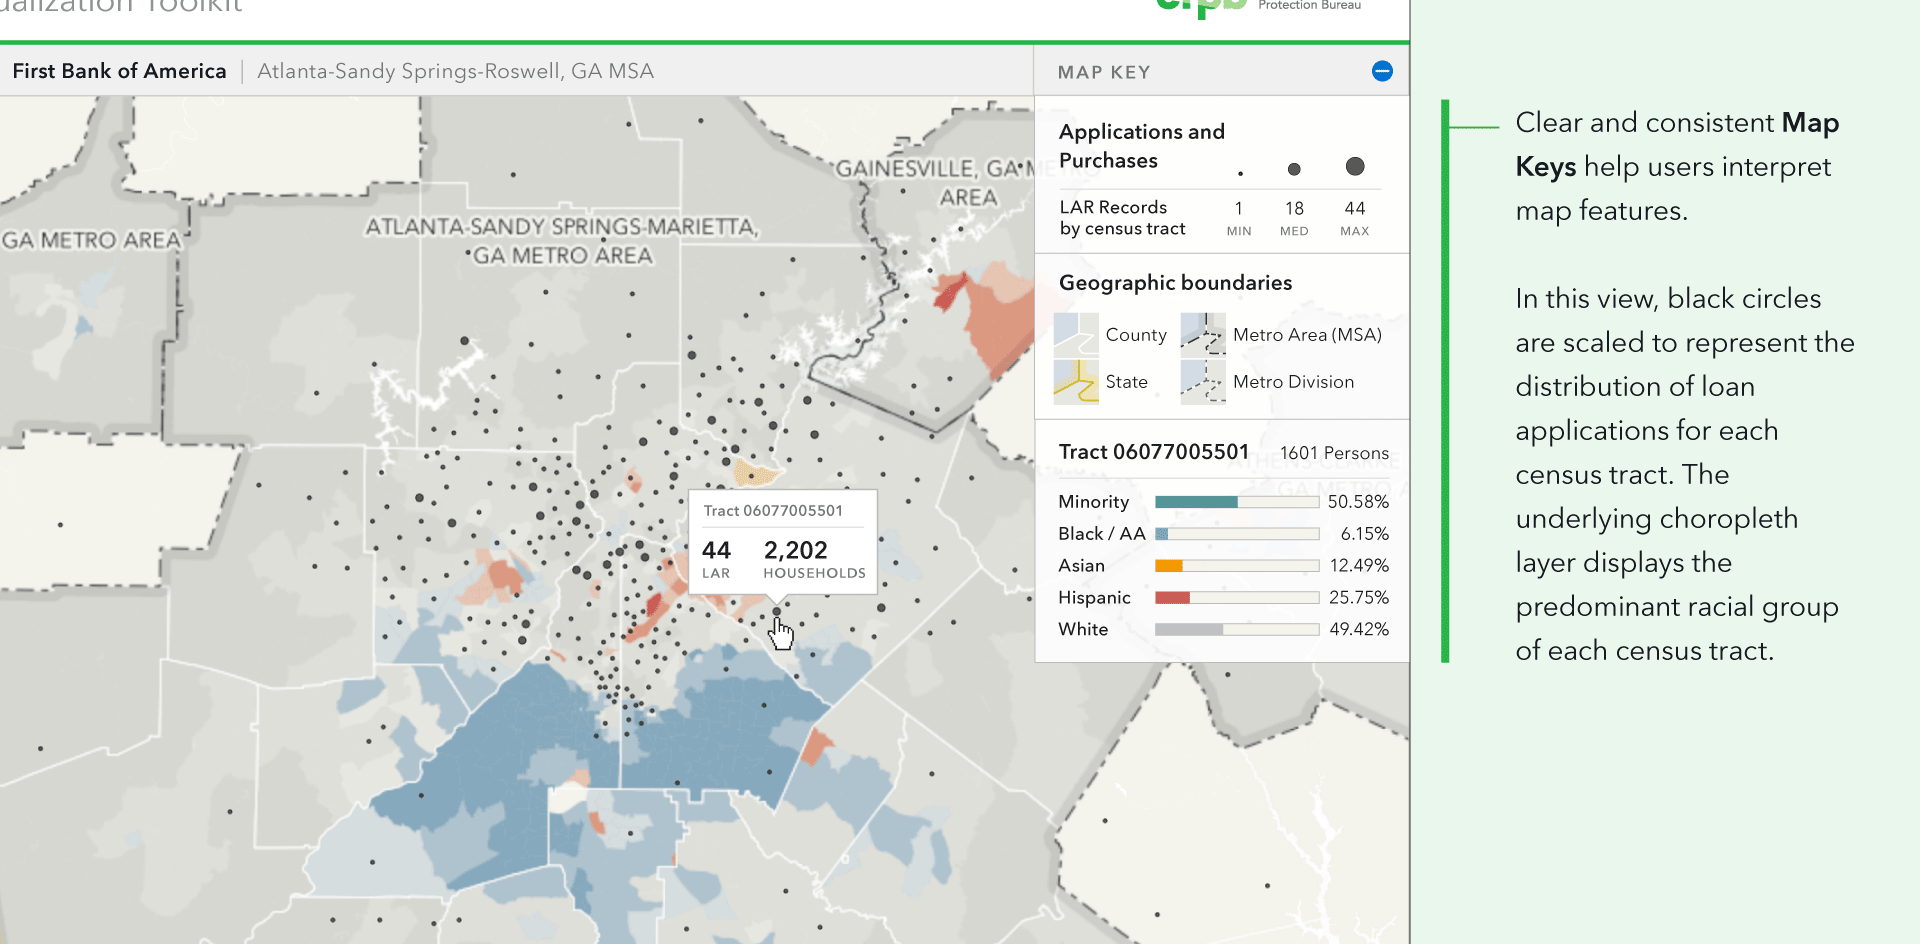 ualization Toolkit
cfpb
Protection Bureau
First Bank of America
Atlanta-Sandy Springs-Roswell, GA MSA
MAP KEY
GA METRO AREA
ATLANTA-SANDY SPRINGS-MARIETTA,
GA METRO AREA
GAINESVILLE, GA METRO
AREA
Applications and
Purchases
LAR Records
by census tract
1
MIN
18
MED
44
MAX
Geographic boundaries
County
Metro Area (MSA)
State
Metro Division
ATHENS-CLARKE
GA METRO A
Tract 06077005501
1601 Persons
Minority 50.58%
Black / AA 6.15%
Asian 12.49%
Hispanic 25.75%
White 49.42%
Tract 06077005501
44
LAR
2,202
HOUSEHOLDS
Clear and consistent Map
Keys help users interpret
map features.
In this view, black circles
are scaled to represent the
distribution of loan
applications for each
census tract. The
underlying choropleth
layer displays the
predominant racial group
of each census tract.